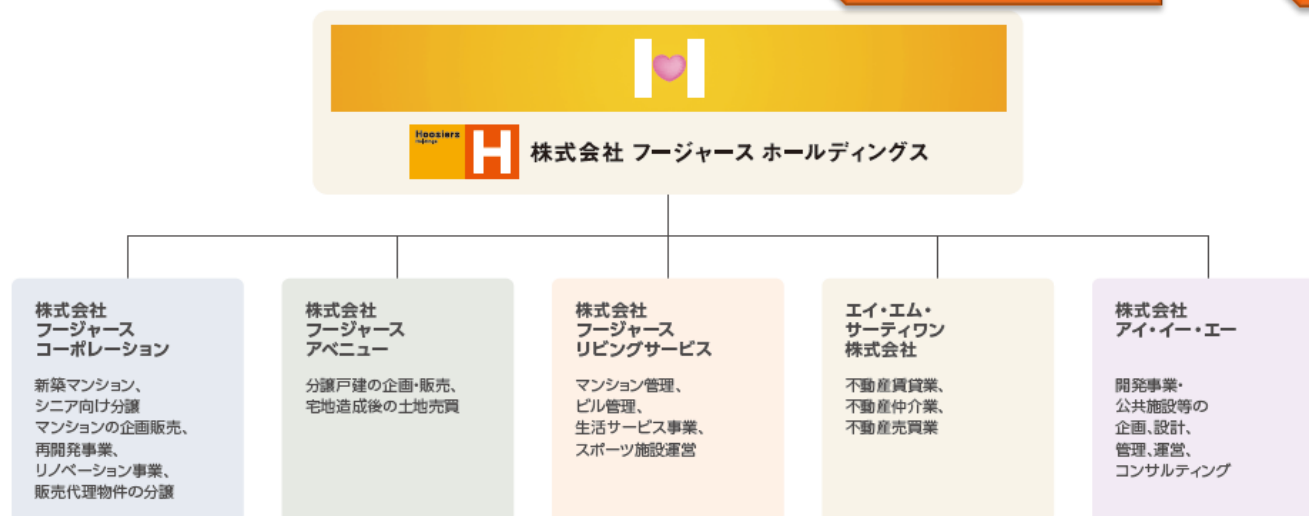 Hoosiers
H
株式会社 フージャース ホールディングス
株式会社
フージャース
コーポレーション
新築マンション、
シニア向け分譲
マンションの企画販売、
再開発事業、
リノベーション事業、
販売代理物件の分譲
株式会社
フージャース
アベニュー
分譲戸建の企画・販売、
宅地造成後の土地売買
株式会社
フージャース
リビングサービス
マンション管理、
ビル管理、
生活サービス事業、
スポーツ施設運営
エイ・エム・
サーティワン
株式会社
不動産賃貸業、
不動産仲介業、
不動産売買業
株式会社
アイ・イー・エー
開発事業・
公共施設等の
企画、設計、
管理、運営、
コンサルティング